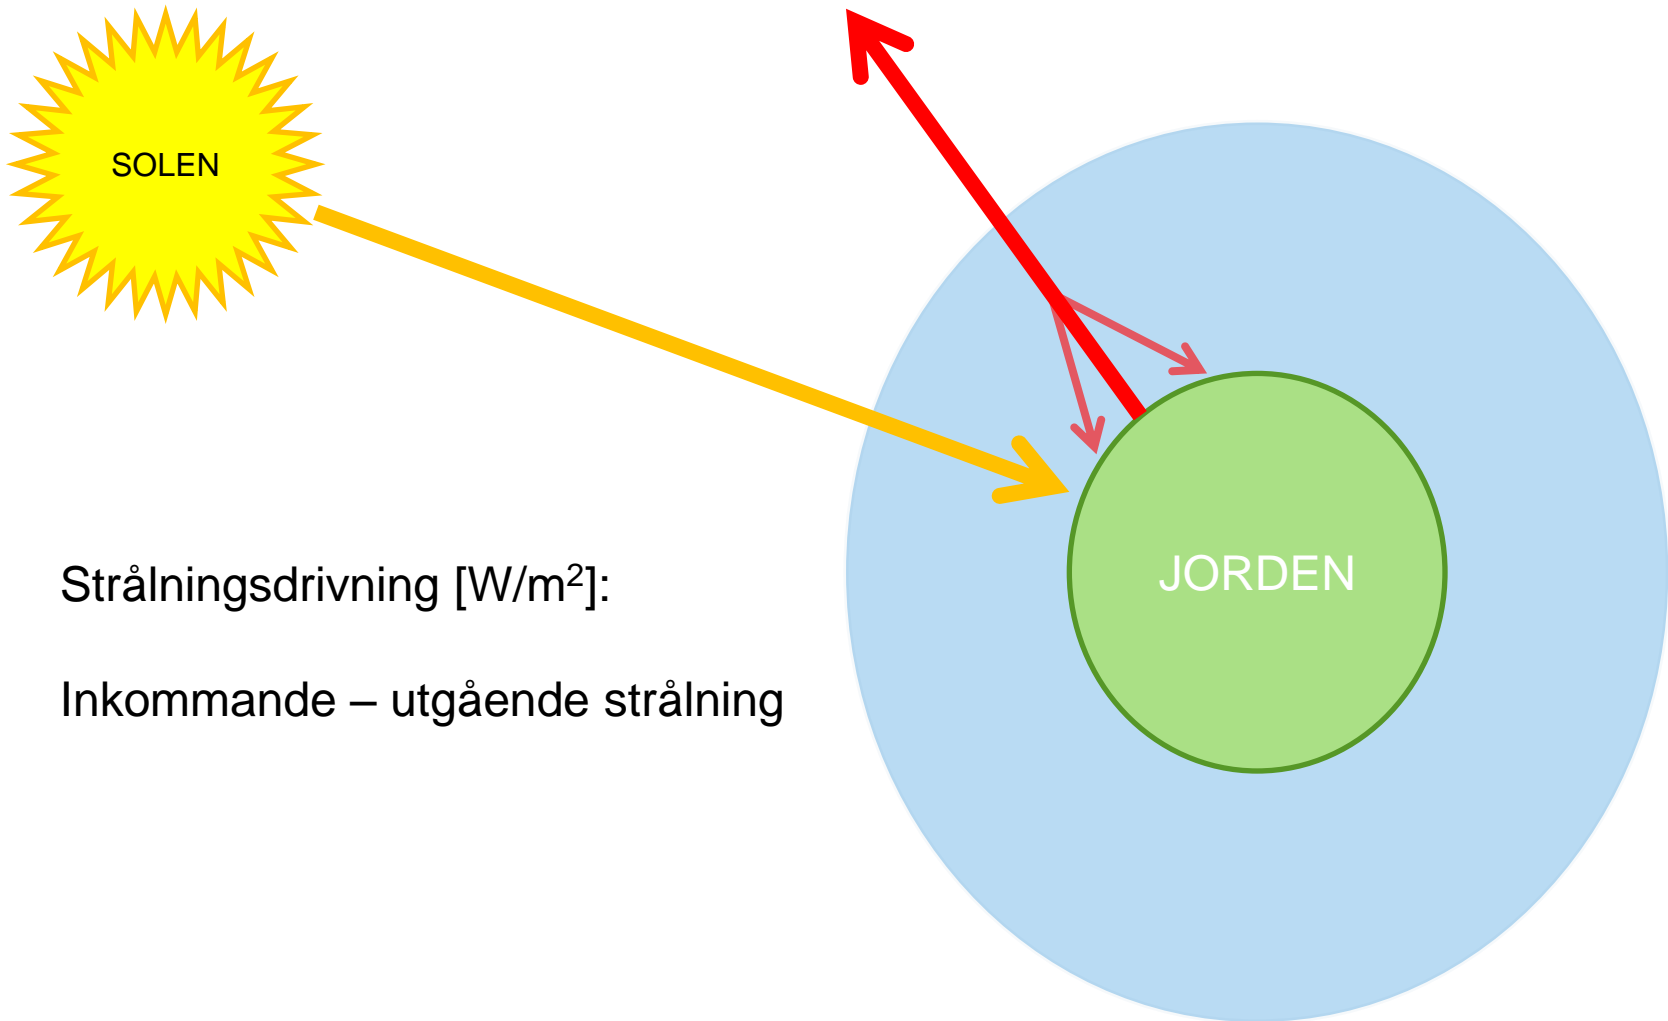 SOLEN
JORDEN
Strålningsdrivning [W/m²]:
Inkommande – utgående strålning